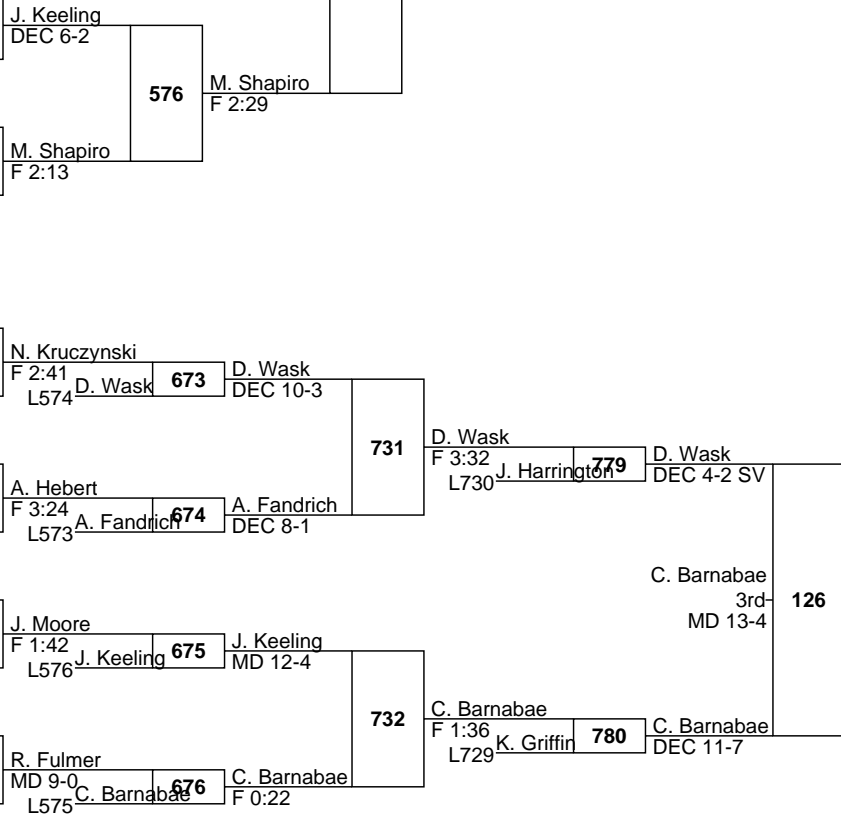 J. Keeling
DEC 6-2
576
M. Shapiro
F 2:29
M. Shapiro
F 2:13
N. Kruczynski
F 2:41
L574 D. Wask
673
D. Wask
DEC 10-3
731
D. Wask
F 3:32
L730 J. Harrington
779
D. Wask
DEC 4-2 SV
A. Hebert
F 3:24
L573 A. Fandrich
674
A. Fandrich
DEC 8-1
C. Barnabae
3rd
MD 13-4
126
J. Moore
F 1:42
L576 J. Keeling
675
J. Keeling
MD 12-4
732
C. Barnabae
F 1:36
L729 K. Griffin
780
C. Barnabae
DEC 11-7
R. Fulmer
MD 9-0
L575 C. Barnabae
676
C. Barnabae
F 0:22